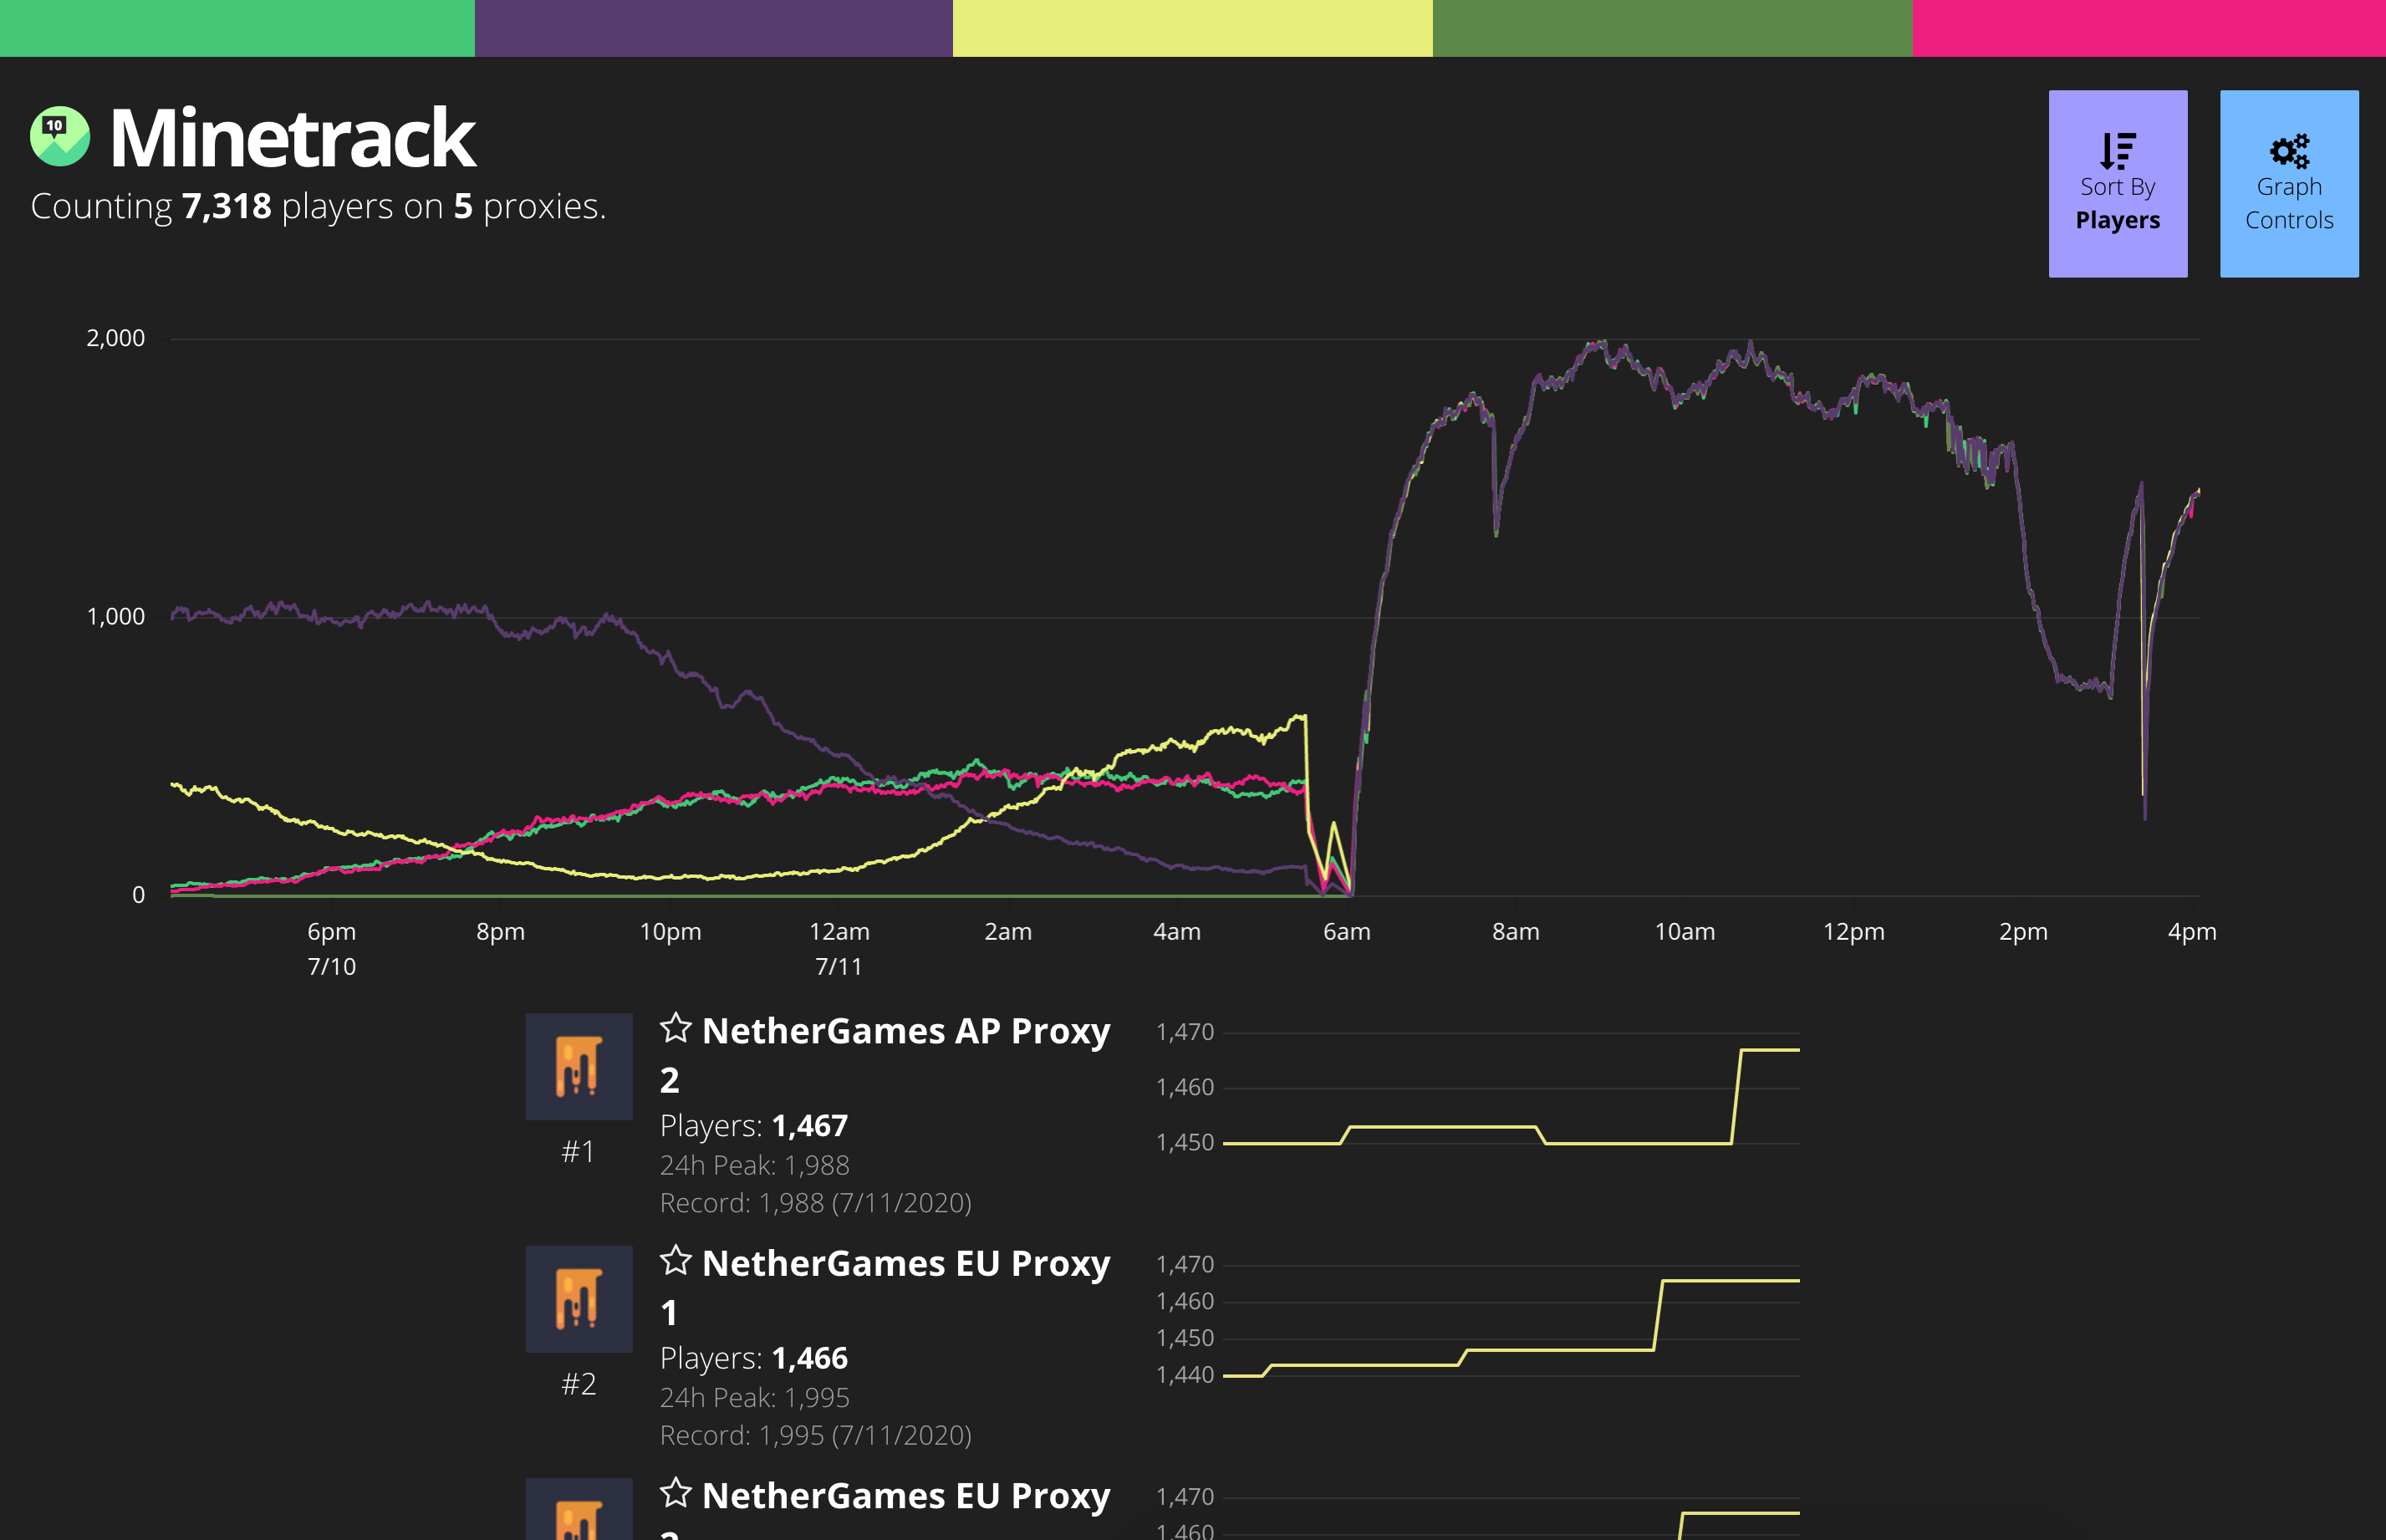 10
Minetrack
Counting 7,318 players on 5 proxies.
Sort By
Players
Graph
Controls
2,000
1,000
0
6pm
7/10
8pm
10pm
12am
7/11
2am
4am
6am
8am
10am
12pm
2pm
4pm
NetherGames AP Proxy
2
Players: 1,467
24h Peak: 1,988
Record: 1,988 (7/11/2020)
#1
1,470
1,460
1,450
NetherGames EU Proxy
1
Players: 1,466
24h Peak: 1,995
Record: 1,995 (7/11/2020)
#2
1,470
1,460
1,450
1,440
NetherGames EU Proxy
1,470
1,460